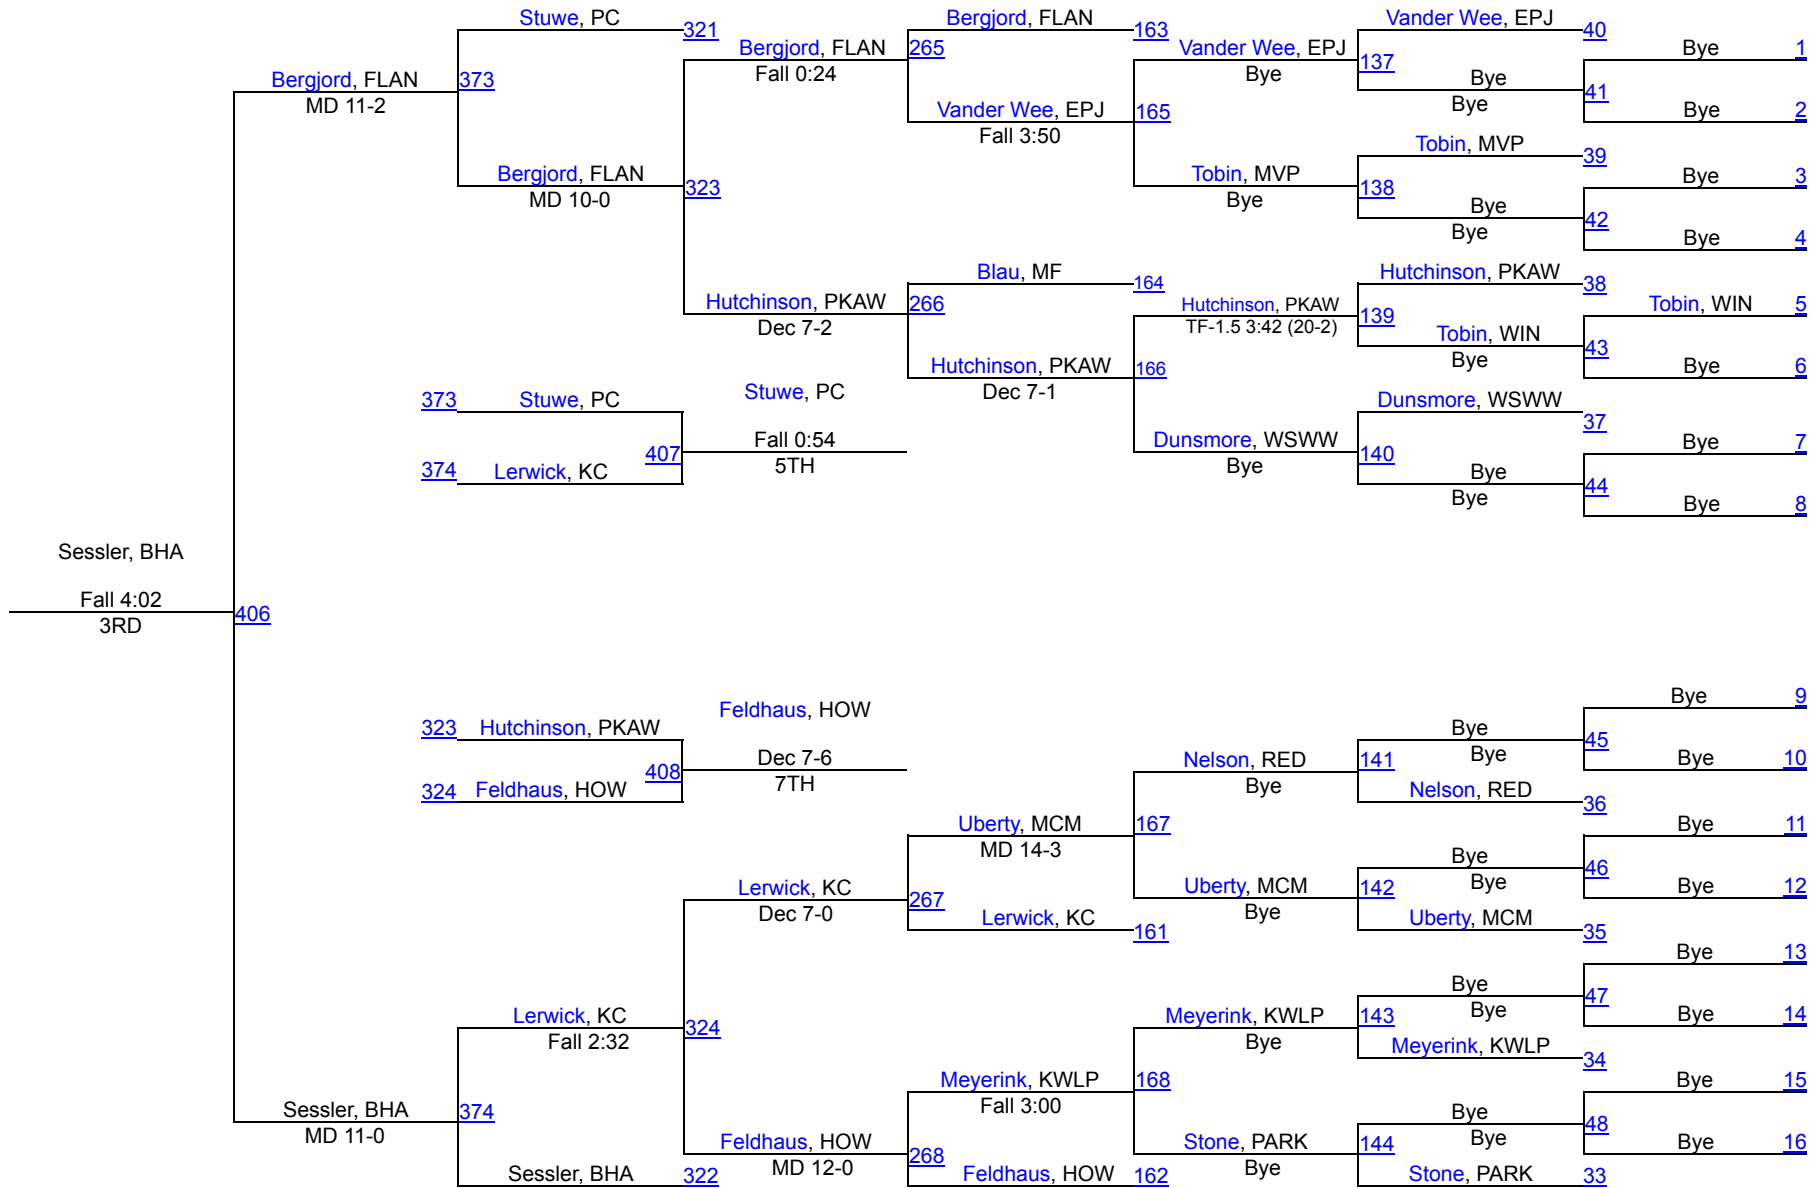 Stuwe, PC
321
Bergjord, FLAN
163
Vander Wee, EPJ
40
Bergjord, FLAN
265
Fall 0:24
Vander Wee, EPJ
137
Bye
Bye
1
Bergjord, FLAN
373
MD 11-2
Bye
Bye
41
Vander Wee, EPJ
165
Fall 3:50
Bye
2
Tobin, MVP
39
Bergjord, FLAN
323
MD 10-0
Tobin, MVP
138
Bye
Bye
3
Bye
Bye
42
Bye
4
Blau, MF
164
Hutchinson, PKAW
38
Hutchinson, PKAW
266
Dec 7-2
Hutchinson, PKAW
139
TF-1.5 3:42 (20-2)
Tobin, WIN
5
Tobin, WIN
43
Bye
Hutchinson, PKAW
166
Dec 7-1
6
373
Stuwe, PC
Stuwe, PC
Dunsmore, WSWW
37
407
Fall 0:54
5TH
Dunsmore, WSWW
140
Bye
Bye
7
374
Lerwick, KC
Bye
Bye
44
Bye
8
Sessler, BHA
Fall 4:02
3RD
406
Bye
9
323
Hutchinson, PKAW
Feldhaus, HOW
Bye
Bye
45
408
Dec 7-6
7TH
Nelson, RED
141
Bye
Bye
10
324
Feldhaus, HOW
Nelson, RED
36
Uberty, MCM
167
MD 14-3
Bye
11
Bye
Bye
46
Lerwick, KC
267
Dec 7-0
Uberty, MCM
142
Bye
Bye
12
Lerwick, KC
161
Uberty, MCM
35
Bye
13
Bye
Bye
47
Lerwick, KC
324
Fall 2:32
Meyerink, KWLP
143
Bye
Bye
14
Meyerink, KWLP
34
Meyerink, KWLP
168
Fall 3:00
Bye
15
Sessler, BHA
374
MD 11-0
Bye
Bye
48
Feldhaus, HOW
268
MD 12-0
Stone, PARK
144
Bye
Bye
16
Sessler, BHA
322
Feldhaus, HOW
162
Stone, PARK
33